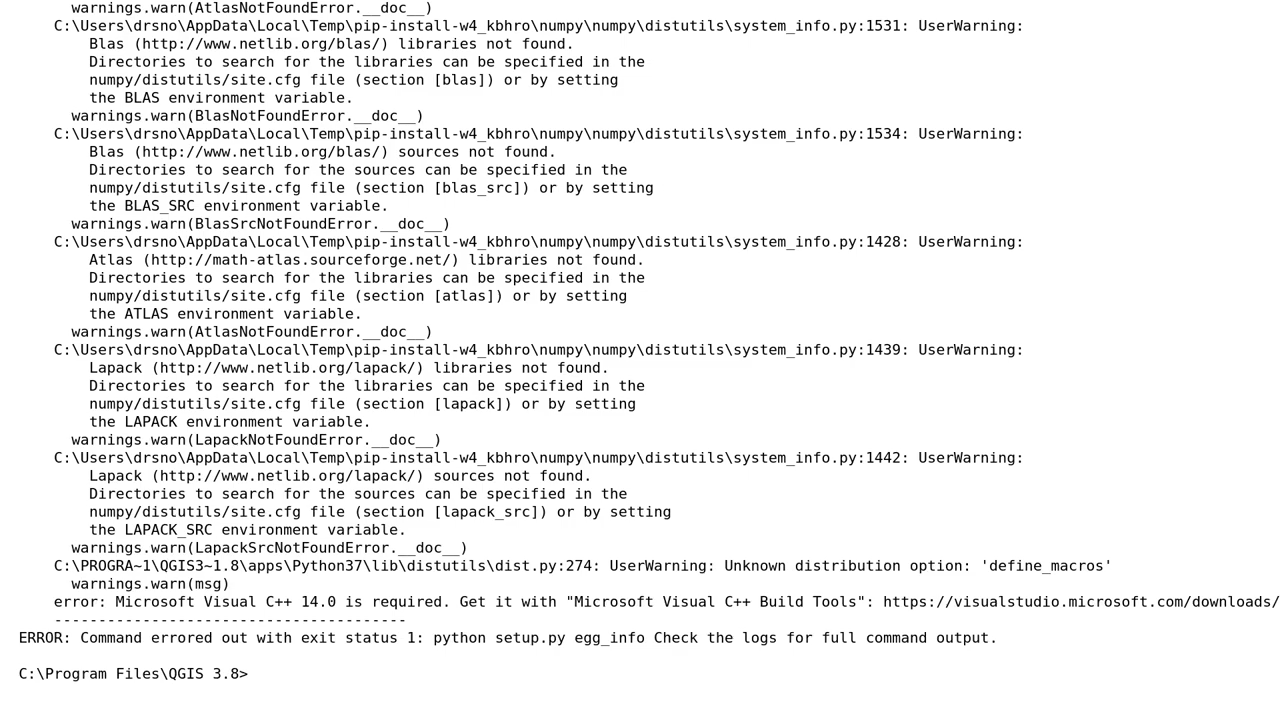 warnings.warn(AtlasNotFoundError.__doc__)
C:\Users\drsno\AppData\Local\Temp\pip-install-w4_kbhro\numpy\numpy\distutils\system_info.py:1531: UserWarning:
Blas (http://www.netlib.org/blas/) libraries not found.
Directories to search for the libraries can be specified in the
numpy/distutils/site.cfg file (section [blas]) or by setting
the BLAS environment variable.
warnings.warn(BlasNotFoundError.__doc__)
C:\Users\drsno\AppData\Local\Temp\pip-install-w4_kbhro\numpy\numpy\distutils\system_info.py:1534: UserWarning:
Blas (http://www.netlib.org/blas/) sources not found.
Directories to search for the sources can be specified in the
numpy/distutils/site.cfg file (section [blas_src]) or by setting
the BLAS_SRC environment variable.
warnings.warn(BlasSrcNotFoundError.__doc__)
C:\Users\drsno\AppData\Local\Temp\pip-install-w4_kbhro\numpy\numpy\distutils\system_info.py:1428: UserWarning:
Atlas (http://math-atlas.sourceforge.net/) libraries not found.
Directories to search for the libraries can be specified in the
numpy/distutils/site.cfg file (section [atlas]) or by setting
the ATLAS environment variable.
warnings.warn(AtlasNotFoundError.__doc__)
C:\Users\drsno\AppData\Local\Temp\pip-install-w4_kbhro\numpy\numpy\distutils\system_info.py:1439: UserWarning:
Lapack (http://www.netlib.org/lapack/) libraries not found.
Directories to search for the libraries can be specified in the
numpy/distutils/site.cfg file (section [lapack]) or by setting
the LAPACK environment variable.
warnings.warn(LapackNotFoundError.__doc__)
C:\Users\drsno\AppData\Local\Temp\pip-install-w4_kbhro\numpy\numpy\distutils\system_info.py:1442: UserWarning:
Lapack (http://www.netlib.org/lapack/) sources not found.
Directories to search for the sources can be specified in the
numpy/distutils/site.cfg file (section [lapack_src]) or by setting
the LAPACK_SRC environment variable.
warnings.warn(LapackSrcNotFoundError.__doc__)
C:\PROGRA~1\QGIS3~1.8\apps\Python37\lib\distutils\dist.py:274: UserWarning: Unknown distribution option: 'define_macros'
warnings.warn(msg)
error: Microsoft Visual C++ 14.0 is required. Get it with "Microsoft Visual C++ Build Tools": https://visualstudio.microsoft.com/downloads/
----------------------------------------
ERROR: Command errored out with exit status 1: python setup.py egg_info Check the logs for full command output.
C:\Program Files\QGIS 3.8>